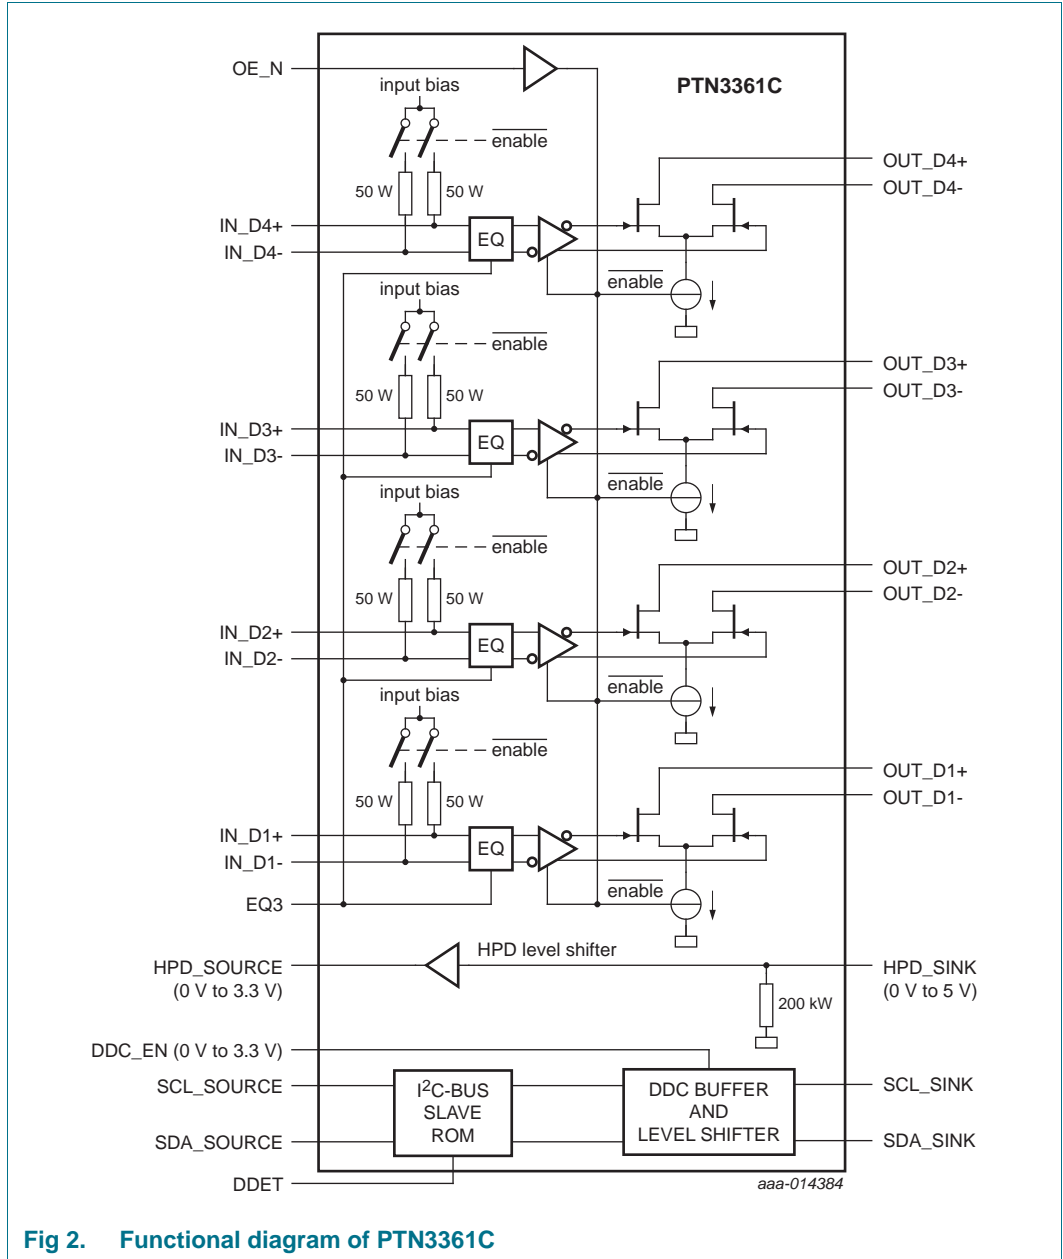 OE_N
PTN3361C
input bias
enable
50 W
50 W
OUT_D4+
OUT_D4-
IN_D4+
IN_D4-
EQ
enable
input bias
enable
50 W
50 W
OUT_D3+
OUT_D3-
IN_D3+
IN_D3-
EQ
enable
input bias
enable
50 W
50 W
OUT_D2+
OUT_D2-
IN_D2+
IN_D2-
EQ
enable
input bias
enable
50 W
50 W
OUT_D1+
OUT_D1-
IN_D1+
IN_D1-
EQ
enable
EQ3
HPD level shifter
HPD_SOURCE
(0 V to 3.3 V)
HPD_SINK
(0 V to 5 V)
200 kW
DDC_EN (0 V to 3.3 V)
SCL_SOURCE
I2C-BUS
SLAVE
ROM
DDC BUFFER
AND
LEVEL SHIFTER
SCL_SINK
SDA_SOURCE
SDA_SINK
DDET
aaa-014384
Fig 2. Functional diagram of PTN3361C